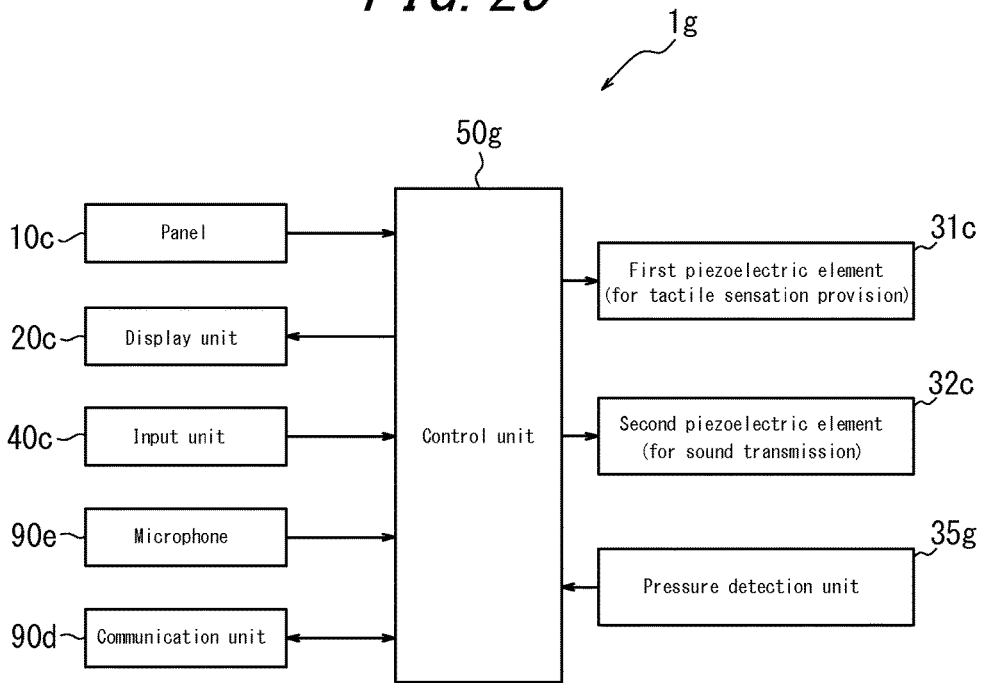 FIG.
1g
50g
10c
Panel
31c
First piezoelectric element
(for tactile sensation provision)
20c
Display unit
32c
40c
Input unit
Control unit
Second piezoelectric element
(for sound transmission)
90e
Microphone
35g
Pressure detection unit
90d
Communication unit